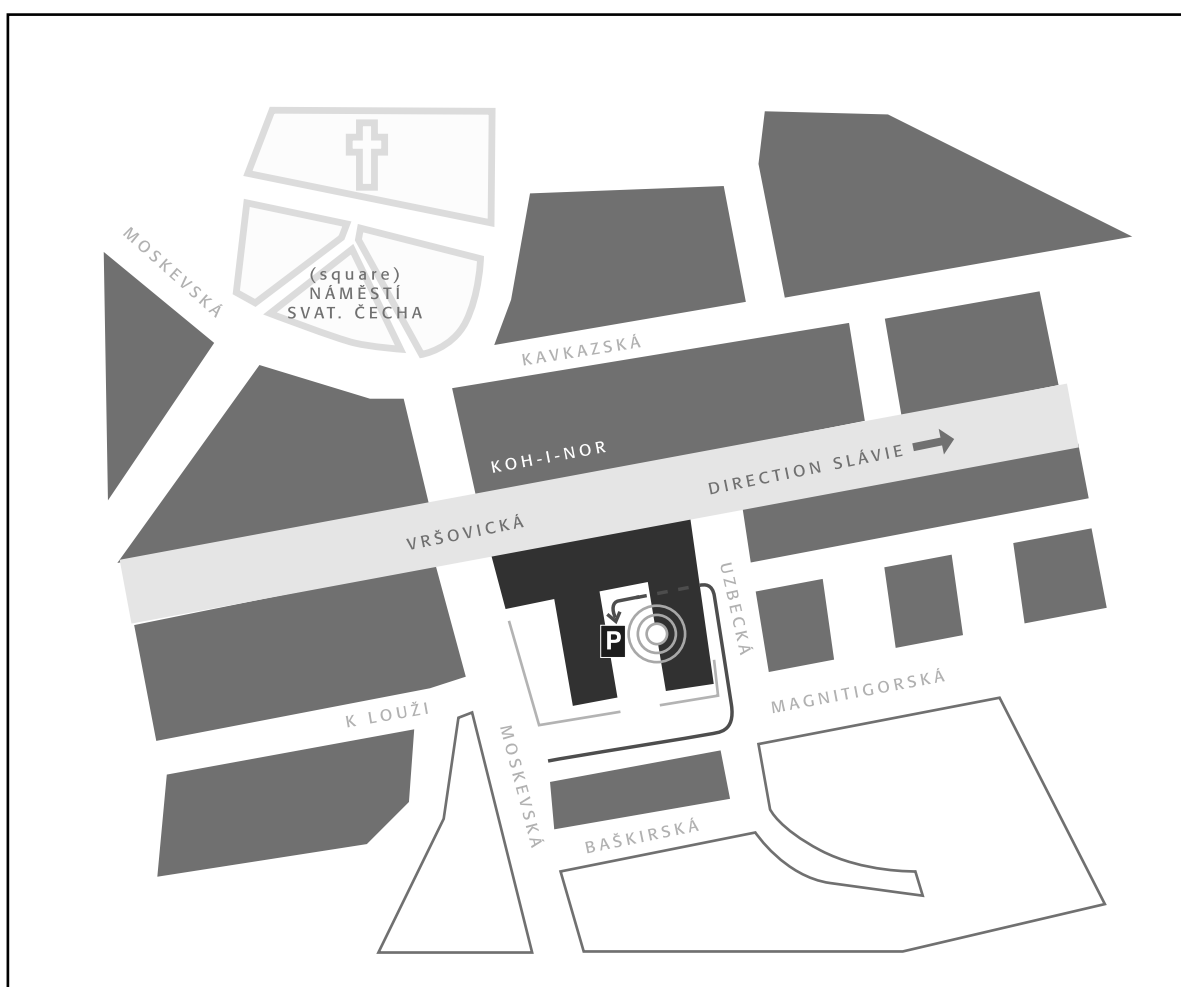 MOSKEVSKÁ
(square)
NÁMĚSTÍ
SVAT. ČECHA
KAVKAZSKÁ
KOH-I-NOR
DIRECTION SLÁVIE
VRŠOVICKÁ
UZBECKÁ
P
MAGNITIGORSKÁ
K LOUŽI
MOSKEVSKÁ
BAŠKIRSKÁ